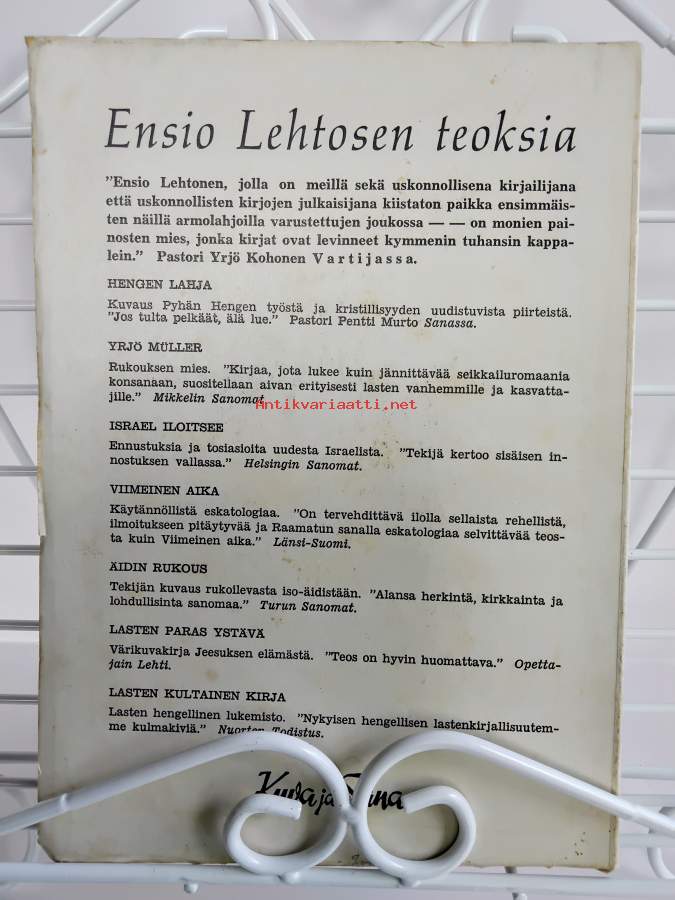 Ensio Lehtosen teoksia
"Ensio Lehtonen, jolla on meillä sekä uskonnollisena kirjailijana
että uskonnollisten kirjojen julkaisijana kiistaton paikka ensimmäis-
ten näillä armolahjoilla varustettujen joukossa — — on monien pai-
nosten mies, jonka kirjat ovat levinneet kymmenin tuhansin kappa-
lein." Pastori Yrjö Kohonen Vartijassa.
HENGEN LAHJA
Kuvaus Pyhän Hengen työstä ja kristillisyyden uudistuvista piirteistä.
"Jos tulta pelkäät, älä lue." Pastori Pentti Murto Sanassa.
YRJÖ MÜLLER
Rukouksen mies. "Kirjaa, jota lukee kuin jännittävää seikkailuromaania
konsanaan, suositellaan aivan erityisesti lasten vanhemmille ja kasvatta-
jille." Mikkelin Sanomat.
Antikvariaatti.net
ISRAEL ILOITSEE
Ennustuksia ja tosiasioita uudesta Israelista. "Tekijä kertoo sisäisen in-
nostuksen vallassa." Helsingin Sanomat.
VIIMEINEN AIKA
Käytännöllistä eskatologiaa. "On tervehdittävä ilolla sellaista rehellistä,
ilmoitukseen pitäytyvää ja Raamatun sanalla eskatologiaa selvittävää teos-
ta kuin Viimeinen aika." Länsi-Suomi.
ÄIDIN RUKOUS
Tekijän kuvaus rukoilevasta iso-äidistään. "Alansa herkintä, kirkkainta ja
lohdullisinta sanomaa." Turun Sanomat.
LASTEN PARAS YSTÄVÄ
Värikuvakirja Jeesuksen elämästä. "Teos on hyvin huomattava." Opetta-
jain Lehti.
LASTEN KULTAINEN KIRJA
Lasten hengellinen lukemisto. "Nykyisen hengellisen lastenkirjallisuutem-
me kulmakiviä." Nuorten Todistus.
Kuva ja Sana